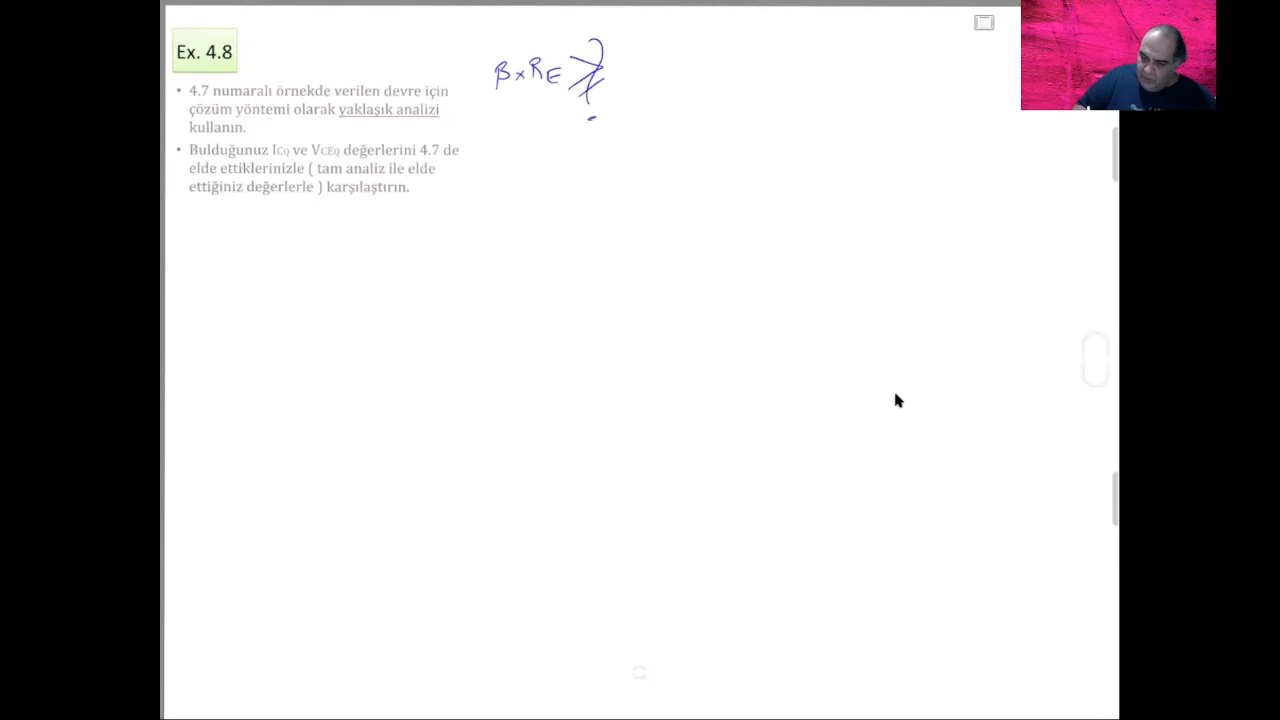 Ex. 4.8
• 4.7 numaralı örnekde verilen devre için
çözüm yöntemi olarak yaklaşık analizi
kullanın.
• Bulduğunuz ICQ ve VCEQ değerlerini 4.7 de
elde ettiklerinizle ( tam analiz ile elde
ettiğiniz değerlerle ) karşılaştırın.
β x RE ≥ ?